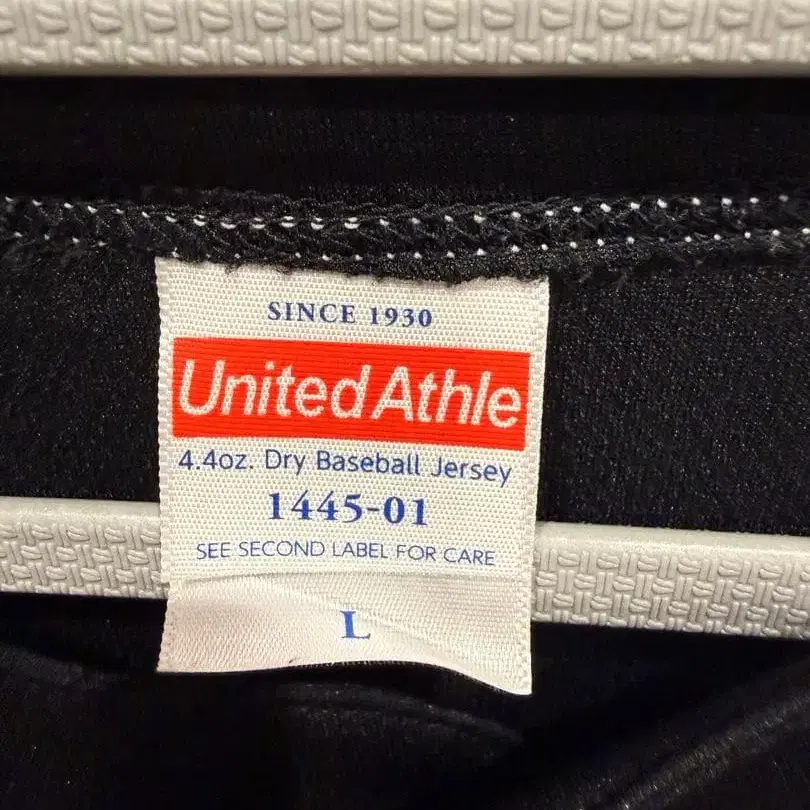 SINCE 1930
United Athle
4.4oz. Dry Baseball Jersey
1445-01
SEE SECOND LABEL FOR CARE
L